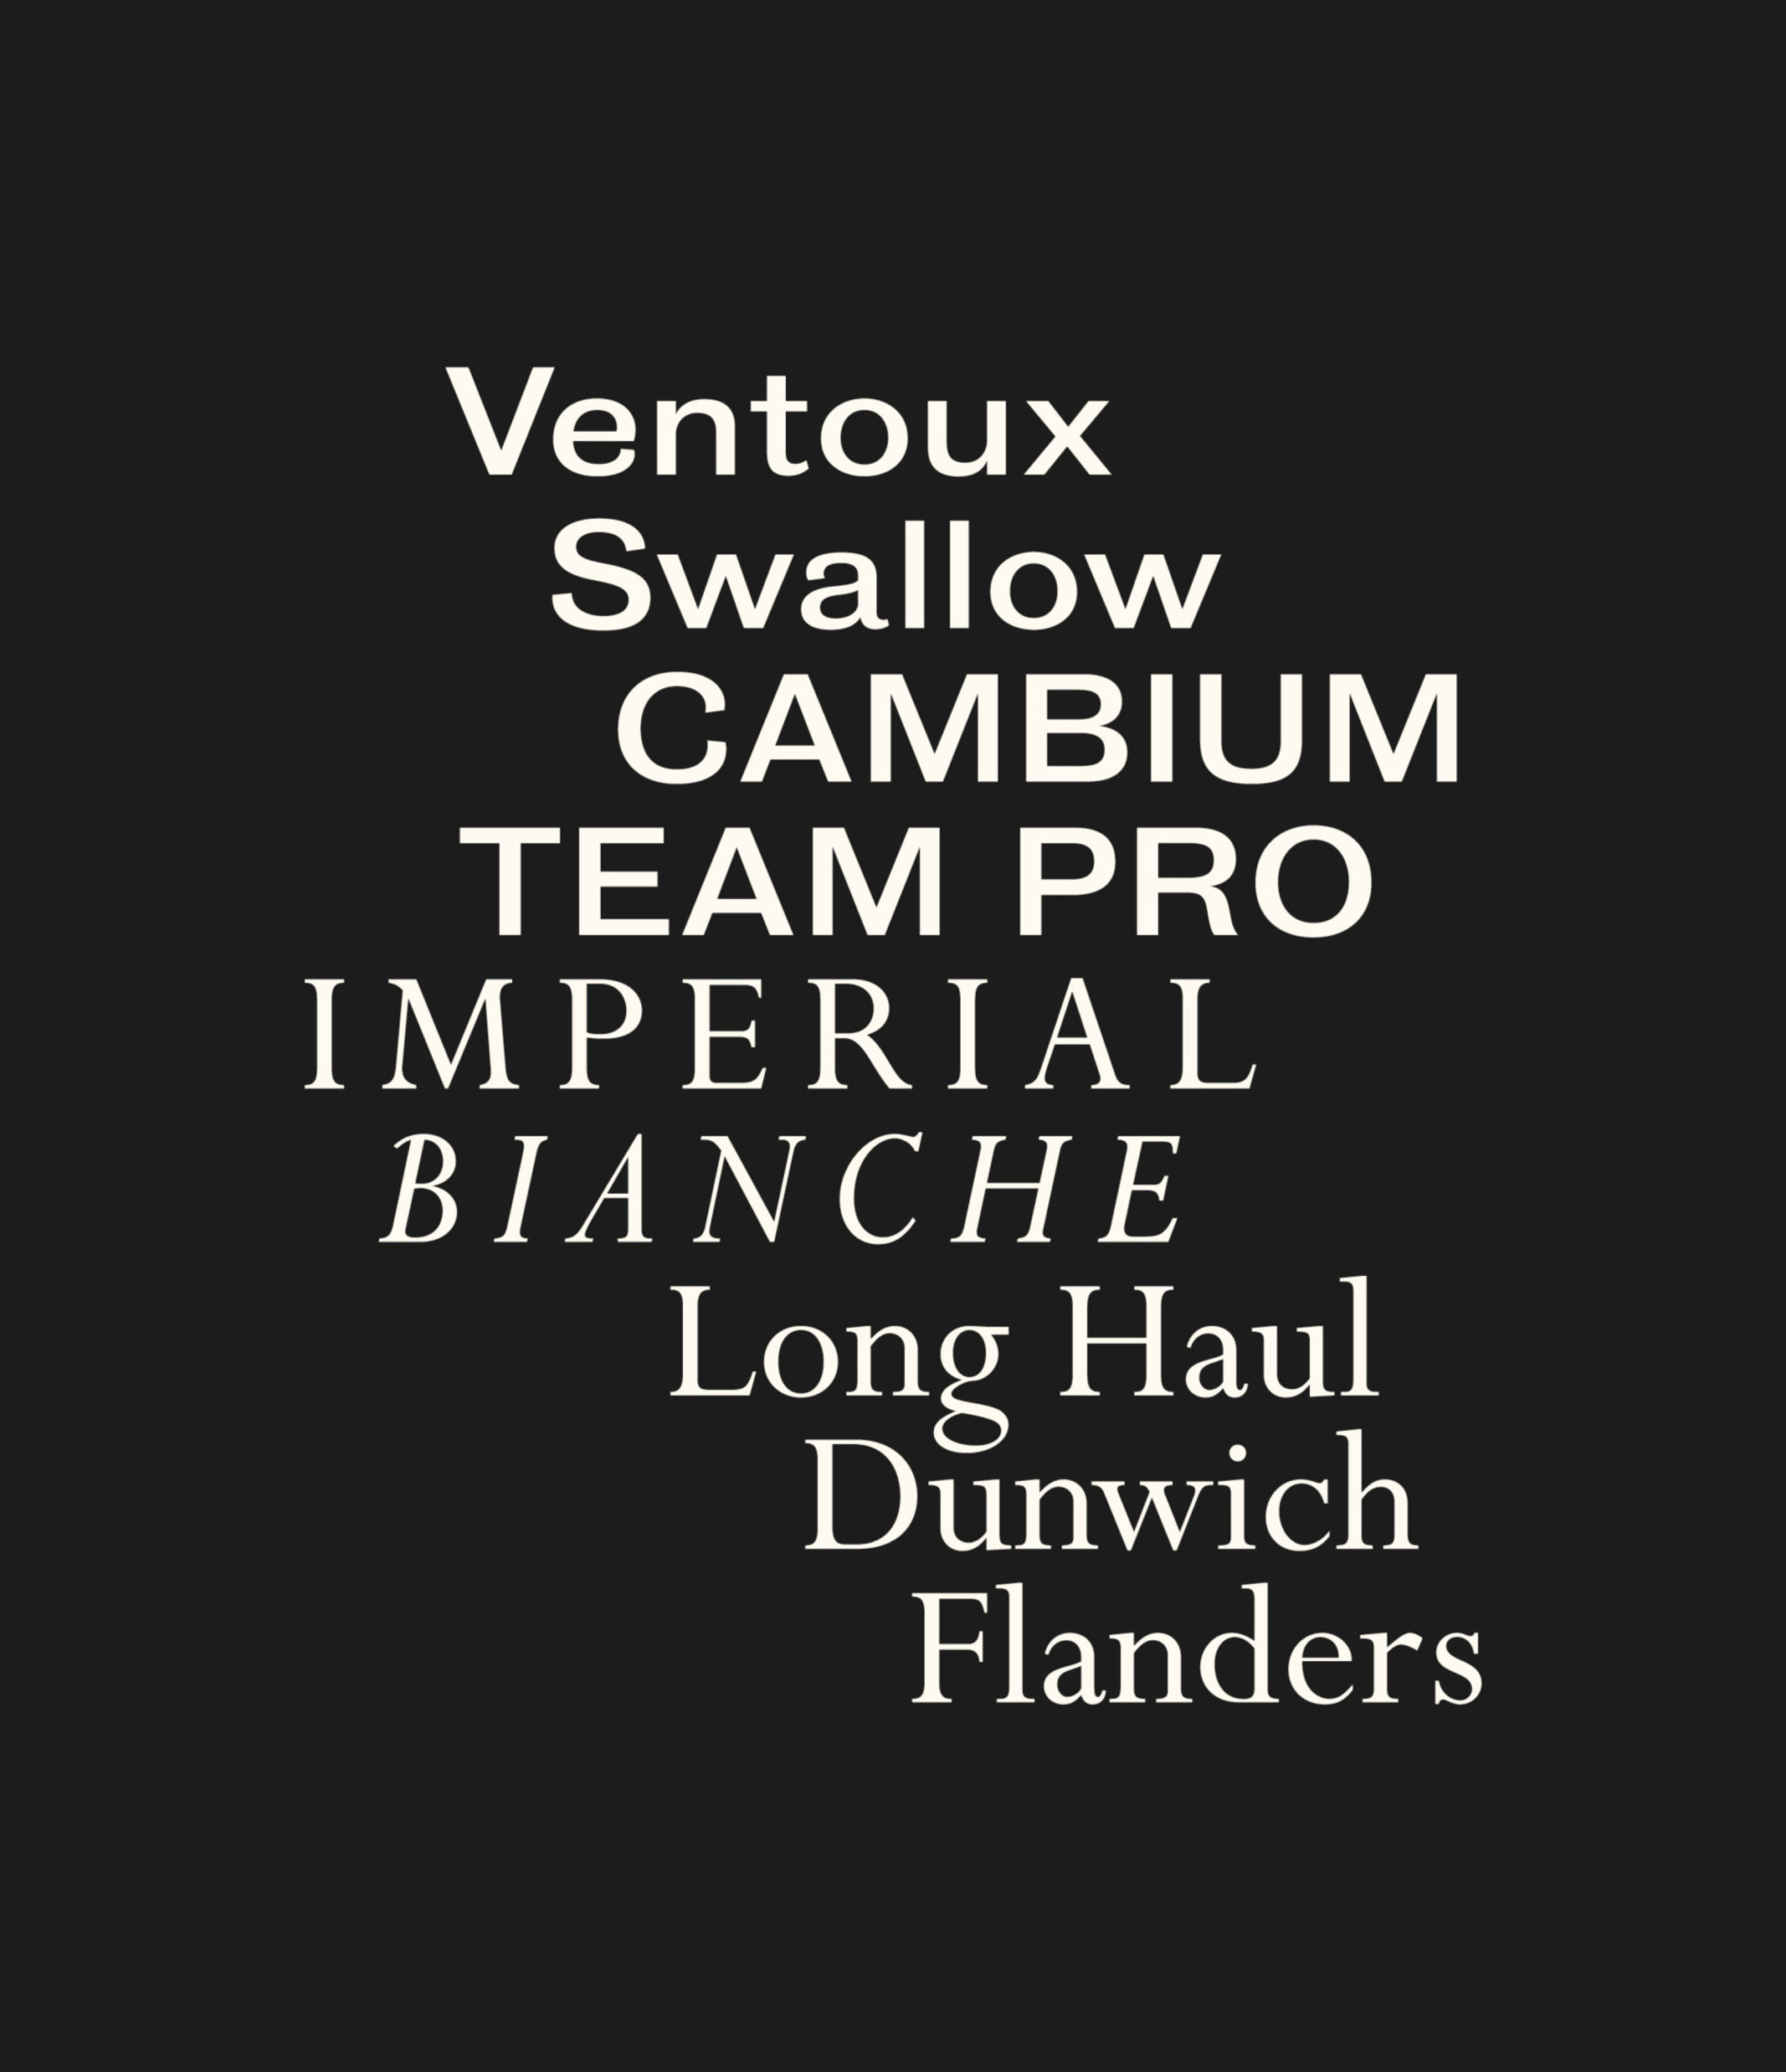 Ventoux
Swallow
CAMBIUM
TEAM PRO
IMPERIAL
BIANCHE
Long Haul
Dunwich
Flanders